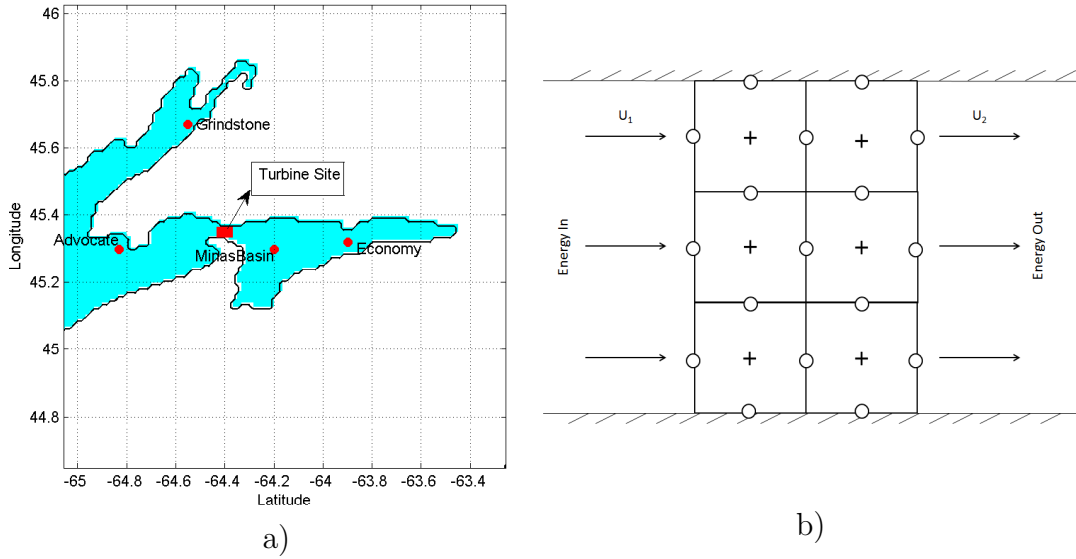 46
45.8
45.6
45.4
45.2
45
44.8
Longitude
Grindstone
Turbine Site
Advocate
MinasBasin
Economy
-65 -64.8 -64.6 -64.4 -64.2 -64 -63.8 -63.6 -63.4
Latitude
a)
U1
U2
Energy In
Energy Out
b)